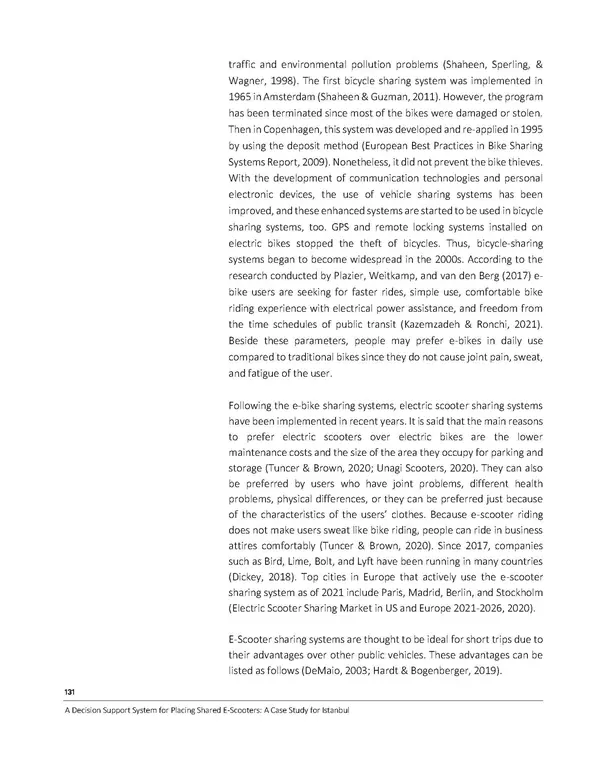 traffic and environmental pollution problems (Shaheen, Sperling, &
Wagner, 1998). The first bicycle sharing system was implemented in
1965 in Amsterdam (Shaheen & Guzman, 2011). However, the program
has been terminated since most of the bikes were damaged or stolen.
Then in Copenhagen, this system was developed and re-applied in 1995
by using the deposit method (European Best Practices in Bike Sharing
Systems Report, 2009). Nonetheless, it did not prevent the bike thieves.
With the development of communication technologies and personal
electronic devices, the use of vehicle sharing systems has been
improved, and these enhanced systems are started to be used in bicycle
sharing systems, too. GPS and remote locking systems installed on
electric bikes stopped the theft of bicycles. Thus, bicycle-sharing
systems began to become widespread in the 2000s. According to the
research conducted by Plazier, Weitkamp, and van den Berg (2017) e-
bike users are seeking for faster rides, simple use, comfortable bike
riding experience with electrical power assistance, and freedom from
the time schedules of public transit (Kazemzadeh & Ronchi, 2021).
Beside these parameters, people may prefer e-bikes in daily use
compared to traditional bikes since they do not cause joint pain, sweat,
and fatigue of the user.
Following the e-bike sharing systems, electric scooter sharing systems
have been implemented in recent years. It is said that the main reasons
to prefer electric scooters over electric bikes are the lower
maintenance costs and the size of the area they occupy for parking and
storage (Tuncer & Brown, 2020; Unagi Scooters, 2020). They can also
be preferred by users who have joint problems, different health
problems, physical differences, or they can be preferred just because
of the characteristics of the users’ clothes. Because e-scooter riding
does not make users sweat like bike riding, people can ride in business
attires comfortably (Tuncer & Brown, 2020). Since 2017, companies
such as Bird, Lime, Bolt, and Lyft have been running in many countries
(Dickey, 2018). Top cities in Europe that actively use the e-scooter
sharing system as of 2021 include Paris, Madrid, Berlin, and Stockholm
(Electric Scooter Sharing Market in US and Europe 2021-2026, 2020).
E-Scooter sharing systems are thought to be ideal for short trips due to
their advantages over other public vehicles. These advantages can be
listed as follows (DeMaio, 2003; Hardt & Bogenberger, 2019).
131
A Decision Support System for Placing Shared E-Scooters: A Case Study for Istanbul